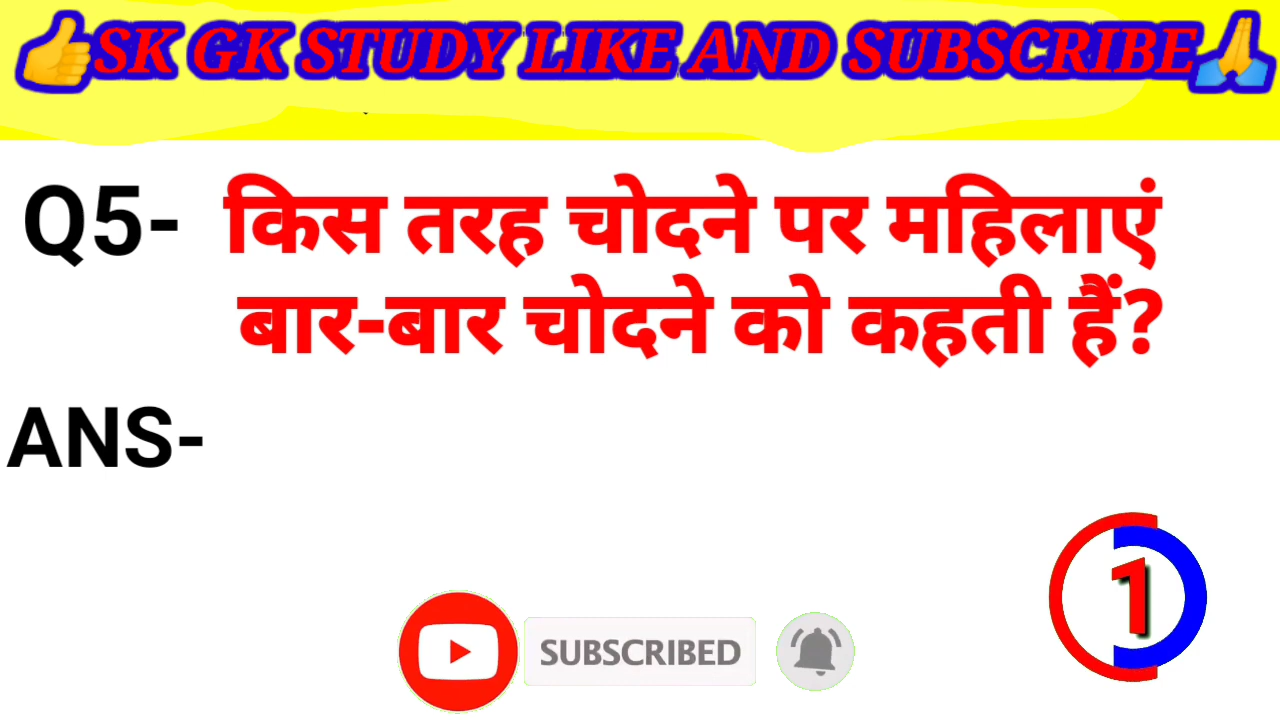 👍SK GK STUDY LIKE AND SUBSCRIBE🙏
Q5- किस तरह चोदने पर महिलाएं
बार-बार चोदने को कहती हैं?
ANS-
1
SUBSCRIBED